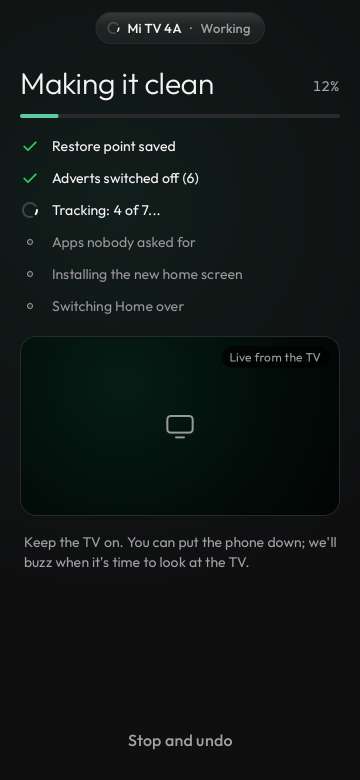 Mi TV 4A · Working
Making it clean
12%
Restore point saved
Adverts switched off (6)
Tracking: 4 of 7...
Apps nobody asked for
Installing the new home screen
Switching Home over
Live from the TV
Keep the TV on. You can put the phone down; we'll
buzz when it's time to look at the TV.
Stop and undo